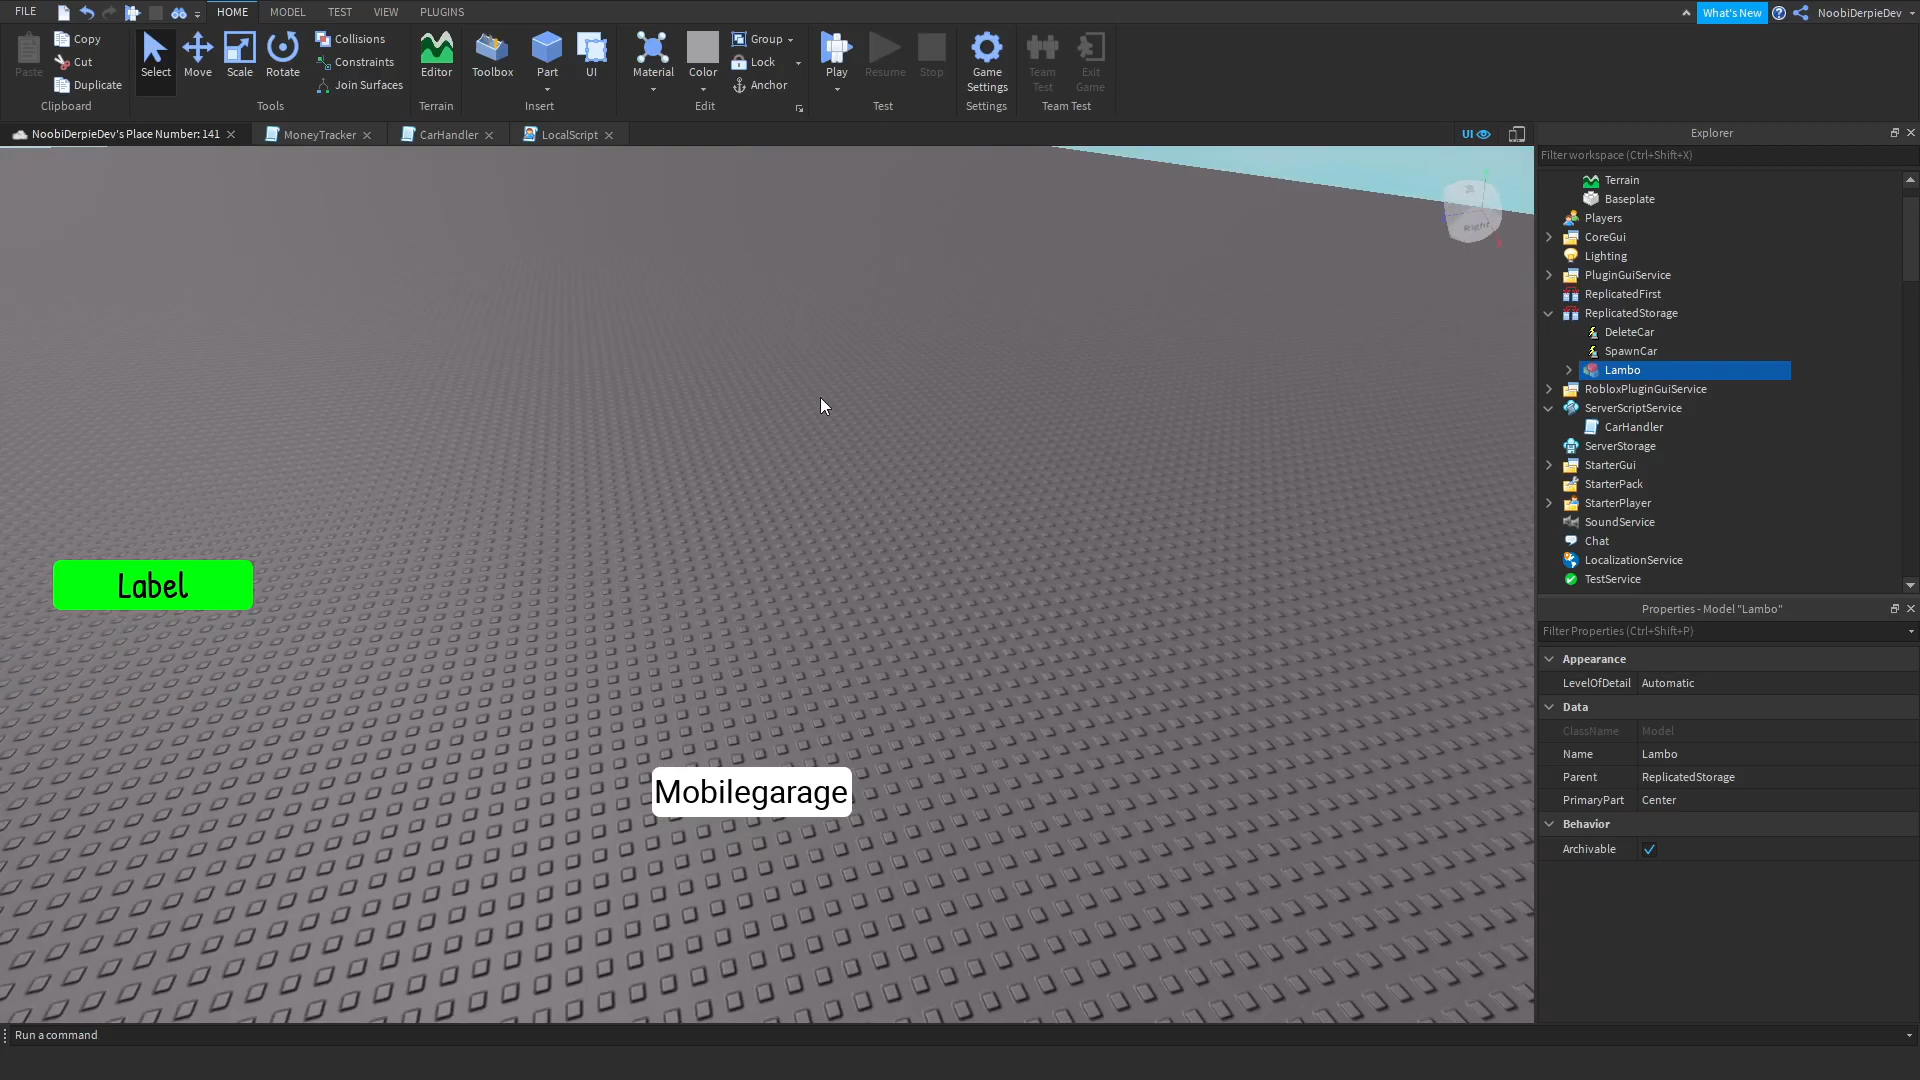 FILE
HOME
MODEL
TEST
VIEW
PLUGINS
What's New
NoobiDerpieDev
Paste
Copy
Cut
Duplicate
Clipboard
Select
Move
Scale
Rotate
Collisions
Constraints
Join Surfaces
Tools
Editor
Terrain
Toolbox
Part
UI
Insert
Material
Color
Group
Lock
Anchor
Edit
Play
Resume
Stop
Test
Game
Settings
Settings
Team
Test
Exit
Game
Team Test
NoobiDerpieDev's Place Number: 141
MoneyTracker
CarHandler
LocalScript
UI
Right
Label
Mobilegarage
Explorer
Filter workspace (Ctrl+Shift+X)
Terrain
Baseplate
Players
CoreGui
Lighting
PluginGuiService
ReplicatedFirst
ReplicatedStorage
DeleteCar
SpawnCar
Lambo
RobloxPluginGuiService
ServerScriptService
CarHandler
ServerStorage
StarterGui
StarterPack
StarterPlayer
SoundService
Chat
LocalizationService
TestService
Properties - Model "Lambo"
Filter Properties (Ctrl+Shift+P)
Appearance
LevelOfDetail Automatic
Data
ClassName Model
Name Lambo
Parent ReplicatedStorage
PrimaryPart Center
Behavior
Archivable
Run a command